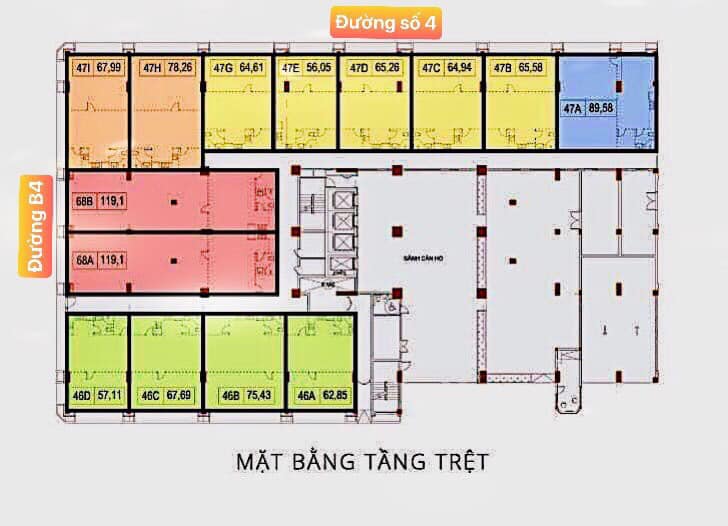 Đường số 4
47I 67,99 47H 78,26 47G 64,61 47E 56,05 47D 65,26 47C 64,94 47B 65,58
47A 89,58
Đường B4
68B 119,1
68A 119,1
SẢNH CĂN HỘ
46D 57,11 46C 67,69 46B 75,43 46A 62,85
MẶT BẰNG TẦNG TRỆT